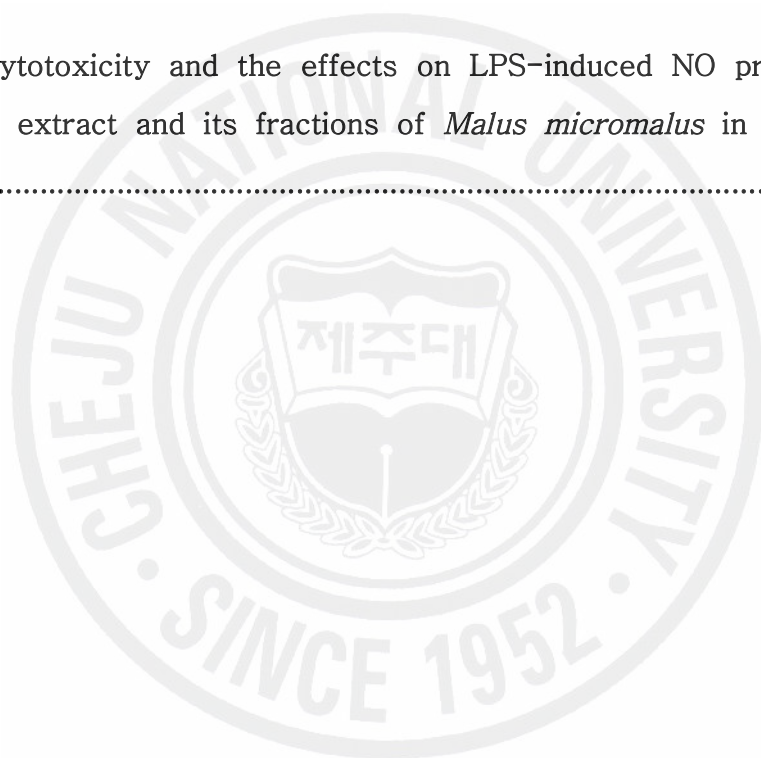 ytotoxicity and the effects on LPS-induced NO pr
extract and its fractions of Malus micromalus in
........................................................................................................
CHEJU NATIONAL UNIVERSITY
제주대
· SINCE 1952 ·